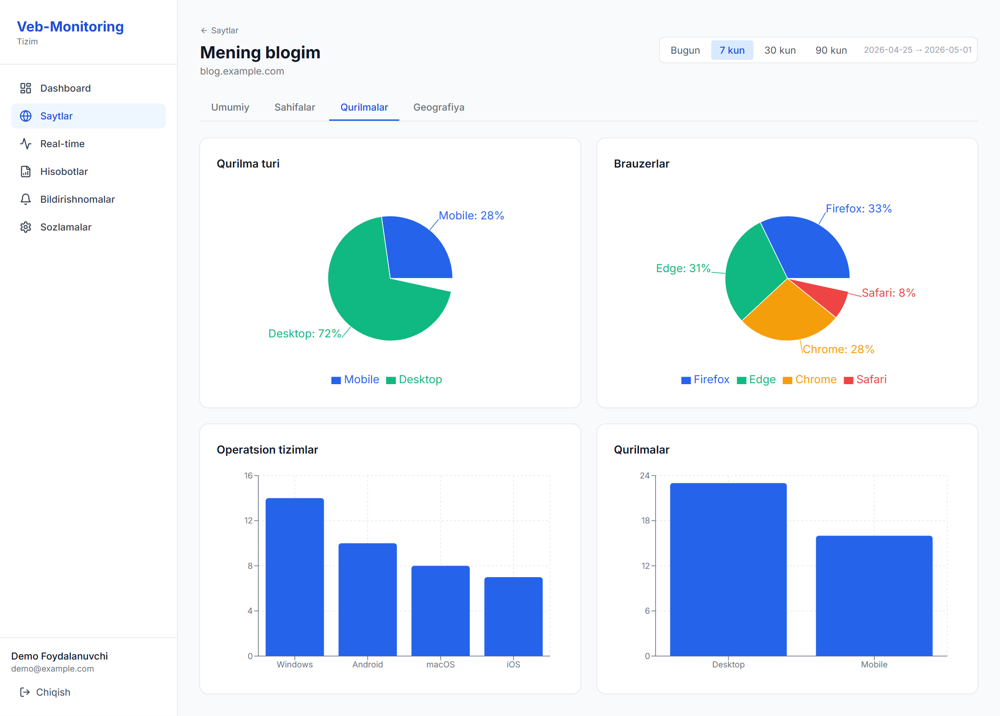 Veb-Monitoring
Tizim
Dashboard
Saytlar
Real-time
Hisobotlar
Bildirishnomalar
Sozlamalar
Demo Foydalanuvchi
demo@example.com
Chiqish
← Saytlar
Mening blogim
blog.example.com
Bugun 7 kun 30 kun 90 kun 2026-04-25 → 2026-05-01
Umumiy Sahifalar Qurilmalar Geografiya
Qurilma turi
Mobile: 28%
Desktop: 72%
Mobile Desktop
Brauzerlar
Firefox: 33%
Edge: 31%
Safari: 8%
Chrome: 28%
Firefox Edge Chrome Safari
Operatsion tizimlar
16
12
8
4
0
Windows Android macOS iOS
Qurilmalar
24
18
12
6
0
Desktop Mobile